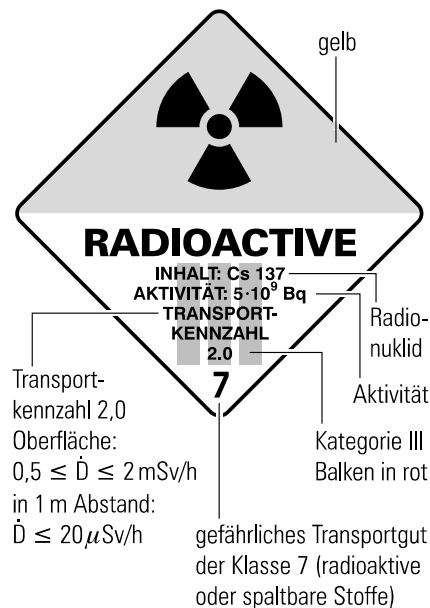 gelb
RADIOACTIVE
INHALT: Cs 137
AKTIVITÄT: 5·10⁹ Bq
TRANSPORT-
KENNZAHL
2.0
7
Radio-
nuklid
Aktivität
Kategorie III
Balken in rot
Transport-
kennzahl 2,0
Oberfläche:
0,5 ≤ Ḋ ≤ 2 mSv/h
in 1 m Abstand:
Ḋ ≤ 20 μSv/h
gefährliches Transportgut
der Klasse 7 (radioaktive
oder spaltbare Stoffe)